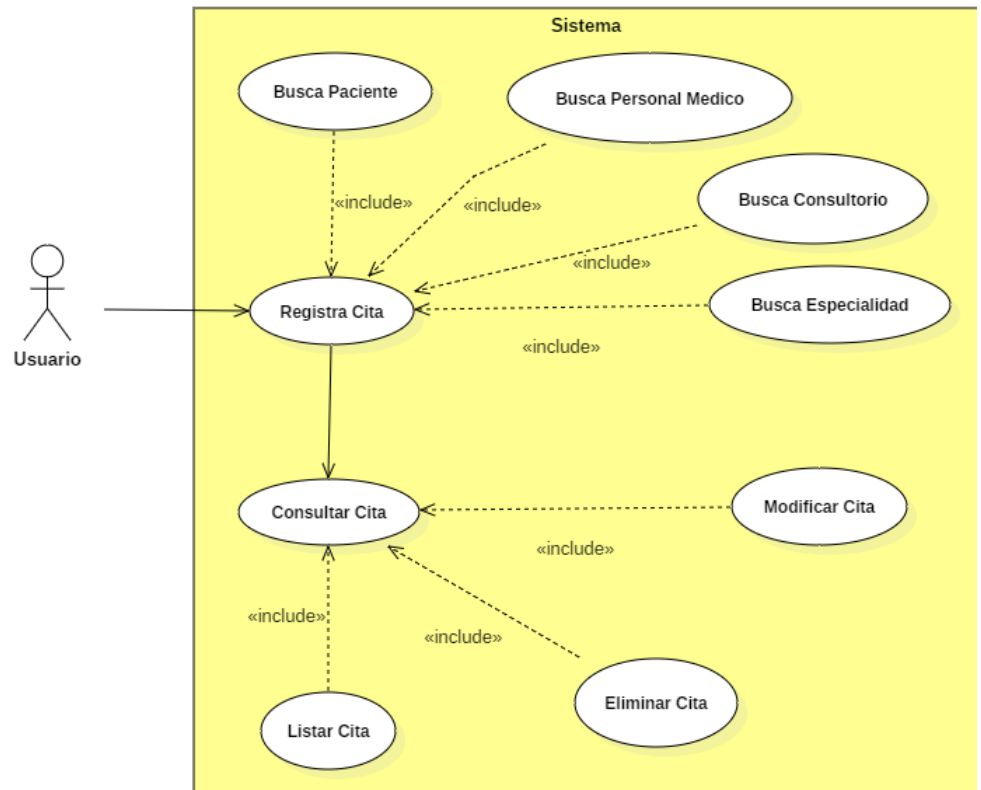 Sistema
Busca Paciente
Busca Personal Medico
«include»
«include»
Busca Consultorio
«include»
Usuario
Registra Cita
Busca Especialidad
«include»
Consultar Cita
Modificar Cita
«include»
«include»
«include»
Listar Cita
Eliminar Cita